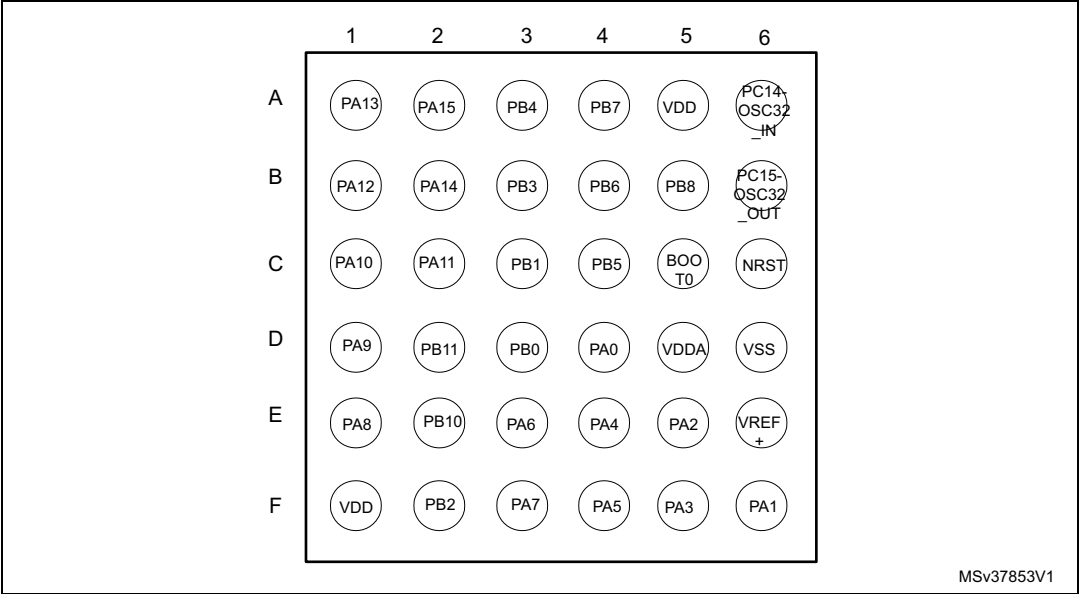 1 2 3 4 5 6
A PA13 PA15 PB4 PB7 VDD PC14-
OSC32
_IN
B PA12 PA14 PB3 PB6 PB8 PC15-
OSC32
_OUT
C PA10 PA11 PB1 PB5 BOO
T0 NRST
D PA9 PB11 PB0 PA0 VDDA VSS
E PA8 PB10 PA6 PA4 PA2 VREF
+
F VDD PB2 PA7 PA5 PA3 PA1
MSv37853V1